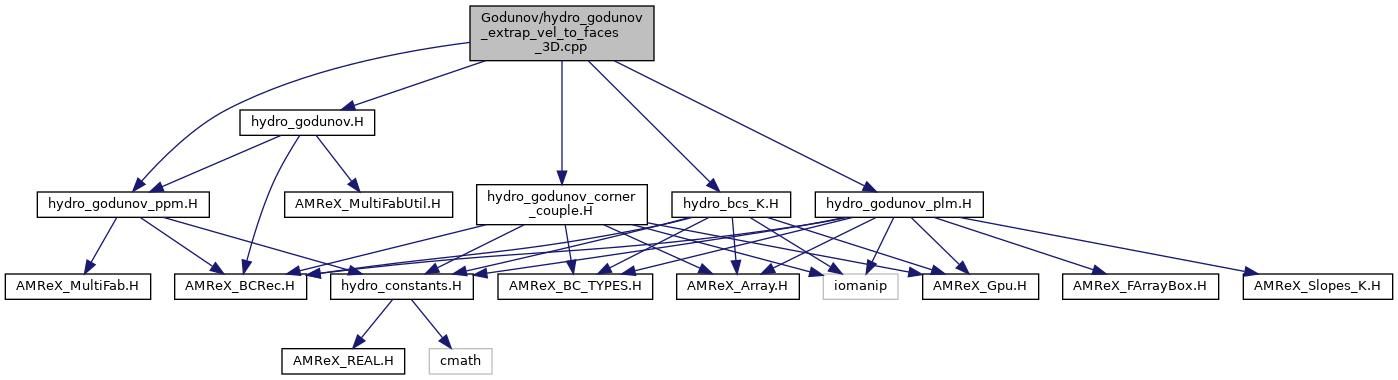 Godunov/hydro_godunov
_extrap_vel_to_faces
_3D.cpp
hydro_godunov.H
hydro_godunov_ppm.H
AMReX_MultiFabUtil.H
hydro_godunov_corner
_couple.H
hydro_bcs_K.H
hydro_godunov_plm.H
AMReX_MultiFab.H
AMReX_BCRec.H
hydro_constants.H
AMReX_BC_TYPES.H
AMReX_Array.H
iomanip
AMReX_Gpu.H
AMReX_FArrayBox.H
AMReX_Slopes_K.H
AMReX_REAL.H
cmath